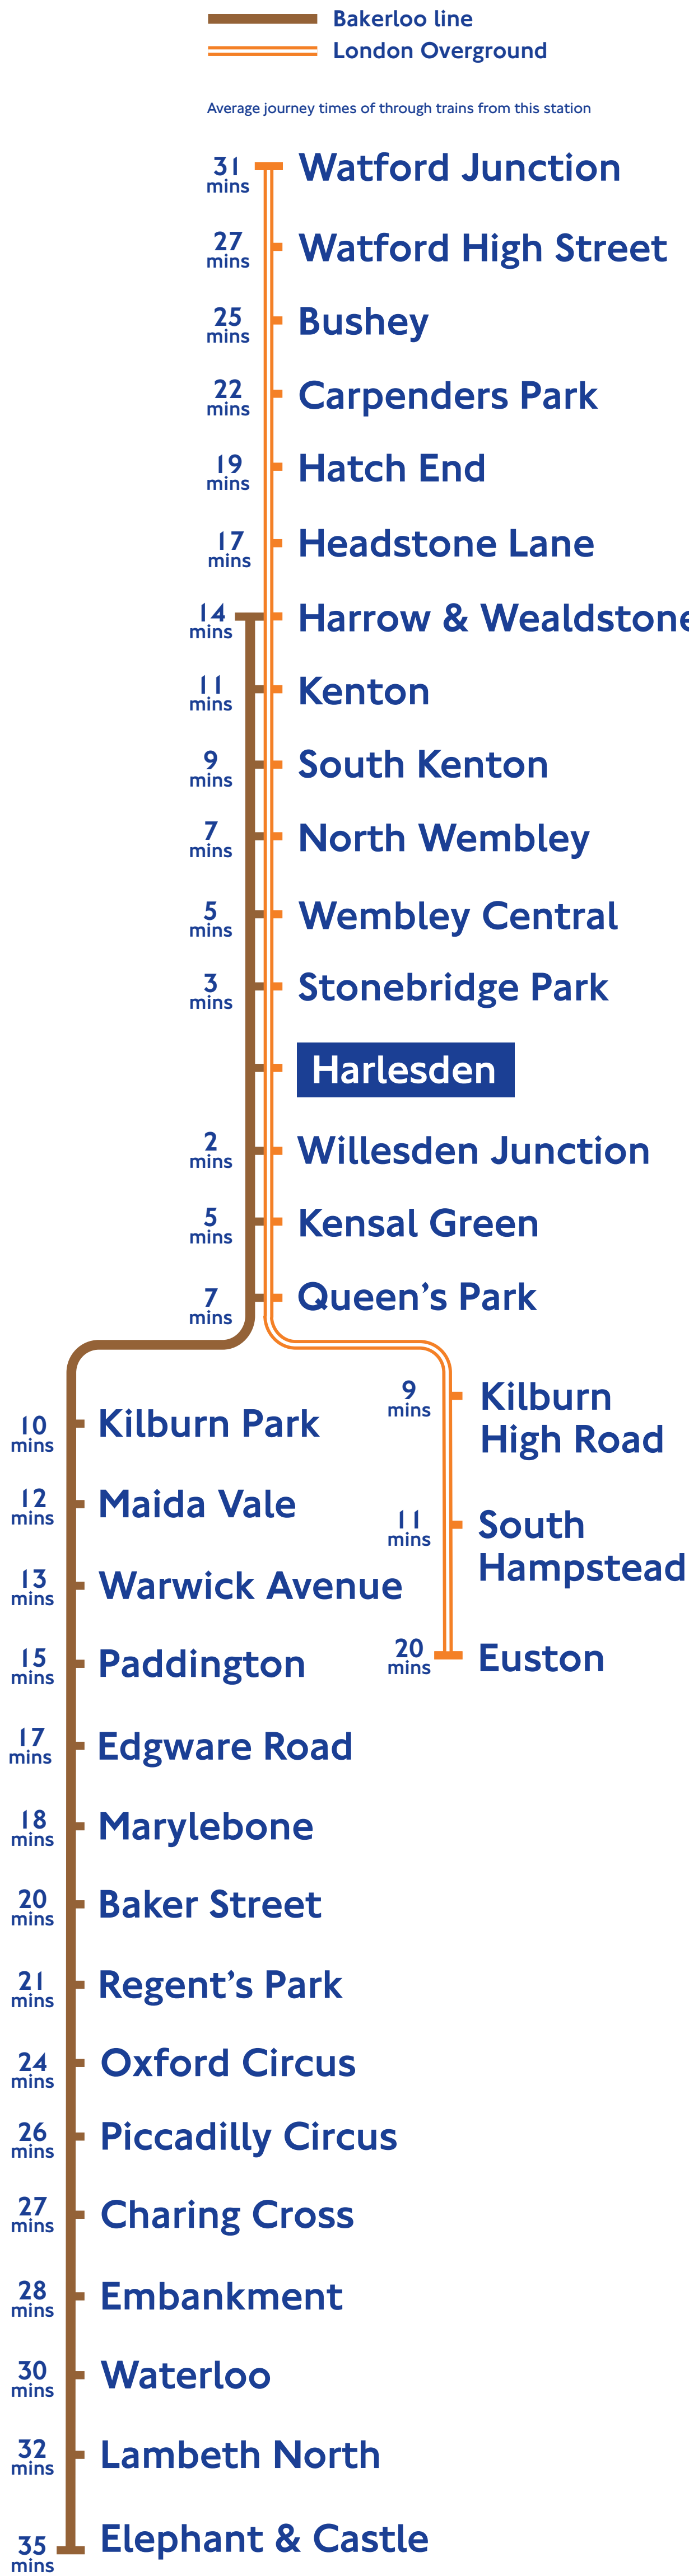 Bakerloo line
London Overground
Average journey times of through trains from this station
31
mins
Watford Junction
27
mins
Watford High Street
25
mins
Bushey
22
mins
Carpenders Park
19
mins
Hatch End
17
mins
Headstone Lane
14
mins
Harrow & Wealdstone
11
mins
Kenton
9
mins
South Kenton
7
mins
North Wembley
5
mins
Wembley Central
3
mins
Stonebridge Park
Harlesden
2
mins
Willesden Junction
5
mins
Kensal Green
7
mins
Queen’s Park
10
mins
Kilburn Park
12
mins
Maida Vale
13
mins
Warwick Avenue
15
mins
Paddington
17
mins
Edgware Road
18
mins
Marylebone
20
mins
Baker Street
21
mins
Regent’s Park
24
mins
Oxford Circus
26
mins
Piccadilly Circus
27
mins
Charing Cross
28
mins
Embankment
30
mins
Waterloo
32
mins
Lambeth North
35
mins
Elephant & Castle
9
mins
Kilburn
High Road
11
mins
South
Hampstead
20
mins
Euston